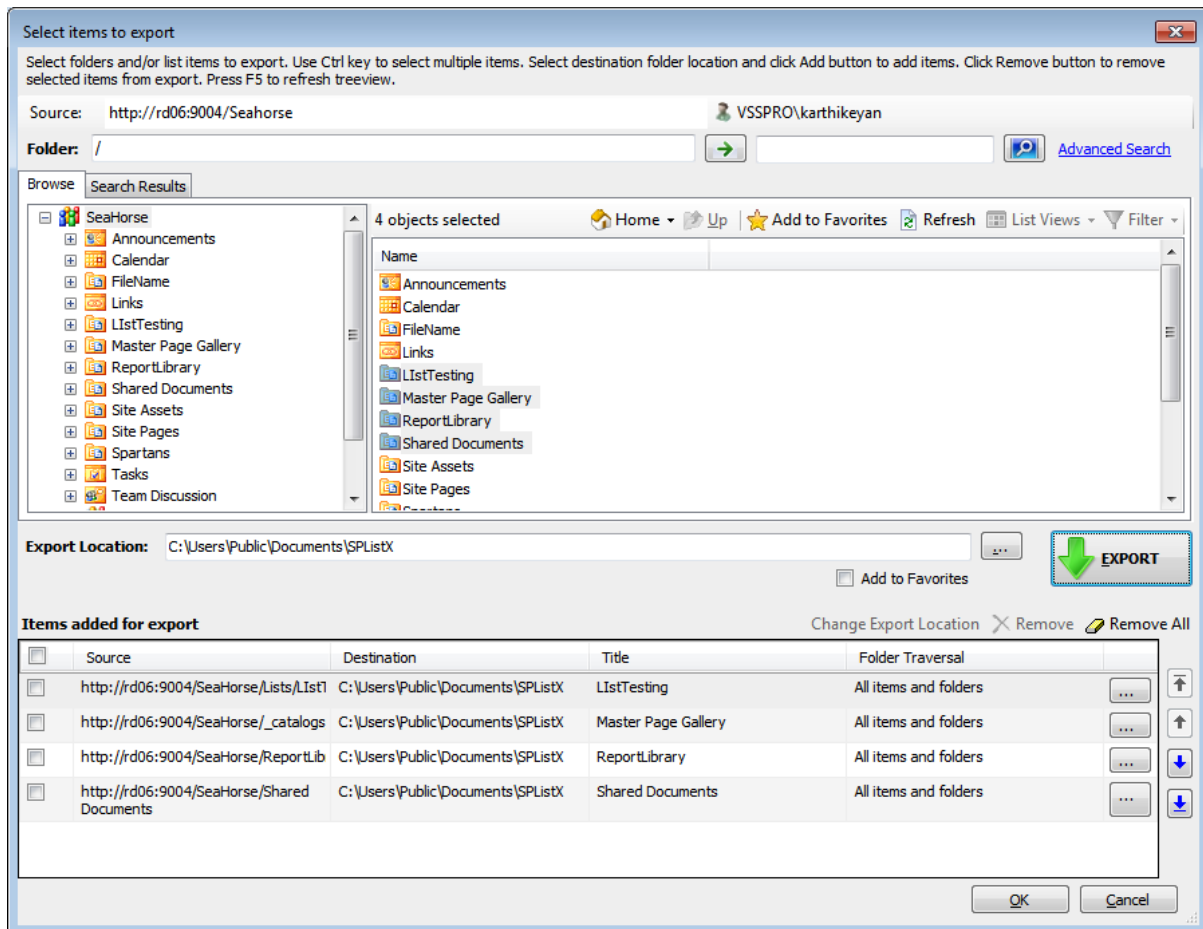 Select items to export
Select folders and/or list items to export. Use Ctrl key to select multiple items. Select destination folder location and click Add button to add items. Click Remove button to remove
selected items from export. Press F5 to refresh treeview.
Source: http://rd06:9004/Seahorse VSSPRO\karthikeyan
Folder: / Advanced Search
Browse Search Results
SeaHorse
Announcements
Calendar
FileName
Links
LIstTesting
Master Page Gallery
ReportLibrary
Shared Documents
Site Assets
Site Pages
Spartans
Tasks
Team Discussion
4 objects selected Home Up Add to Favorites Refresh List Views Filter
Name
Announcements
Calendar
FileName
Links
LIstTesting
Master Page Gallery
ReportLibrary
Shared Documents
Site Assets
Site Pages
Spartans
Export Location: C:\Users\Public\Documents\SPListX ... EXPORT
Add to Favorites
Items added for export Change Export Location Remove Remove All
Source Destination Title Folder Traversal
http://rd06:9004/SeaHorse/Lists/LIstT C:\Users\Public\Documents\SPListX LIstTesting All items and folders ...
http://rd06:9004/SeaHorse/_catalogs C:\Users\Public\Documents\SPListX Master Page Gallery All items and folders ...
http://rd06:9004/SeaHorse/ReportLib C:\Users\Public\Documents\SPListX ReportLibrary All items and folders ...
http://rd06:9004/SeaHorse/Shared C:\Users\Public\Documents\SPListX Shared Documents All items and folders ...
Documents
OK Cancel